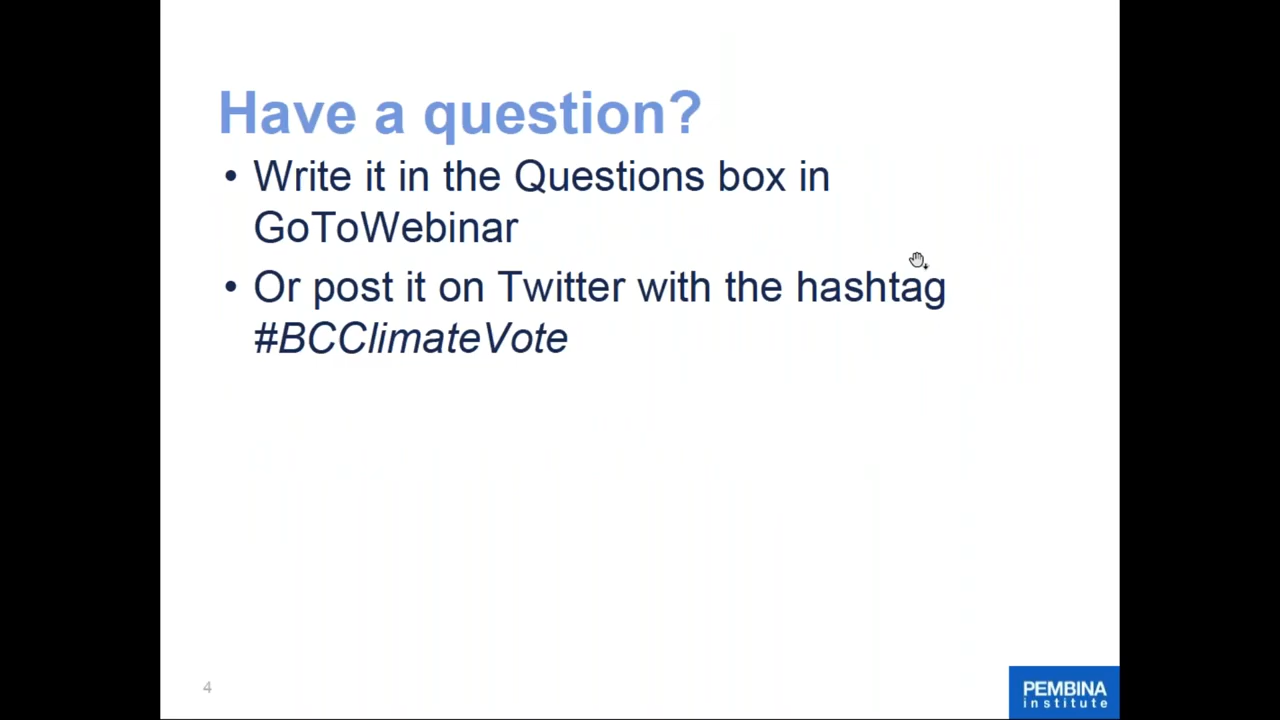 Have a question?
• Write it in the Questions box in
GoToWebinar
• Or post it on Twitter with the hashtag
#BCClimateVote
4
PEMBINA
institute